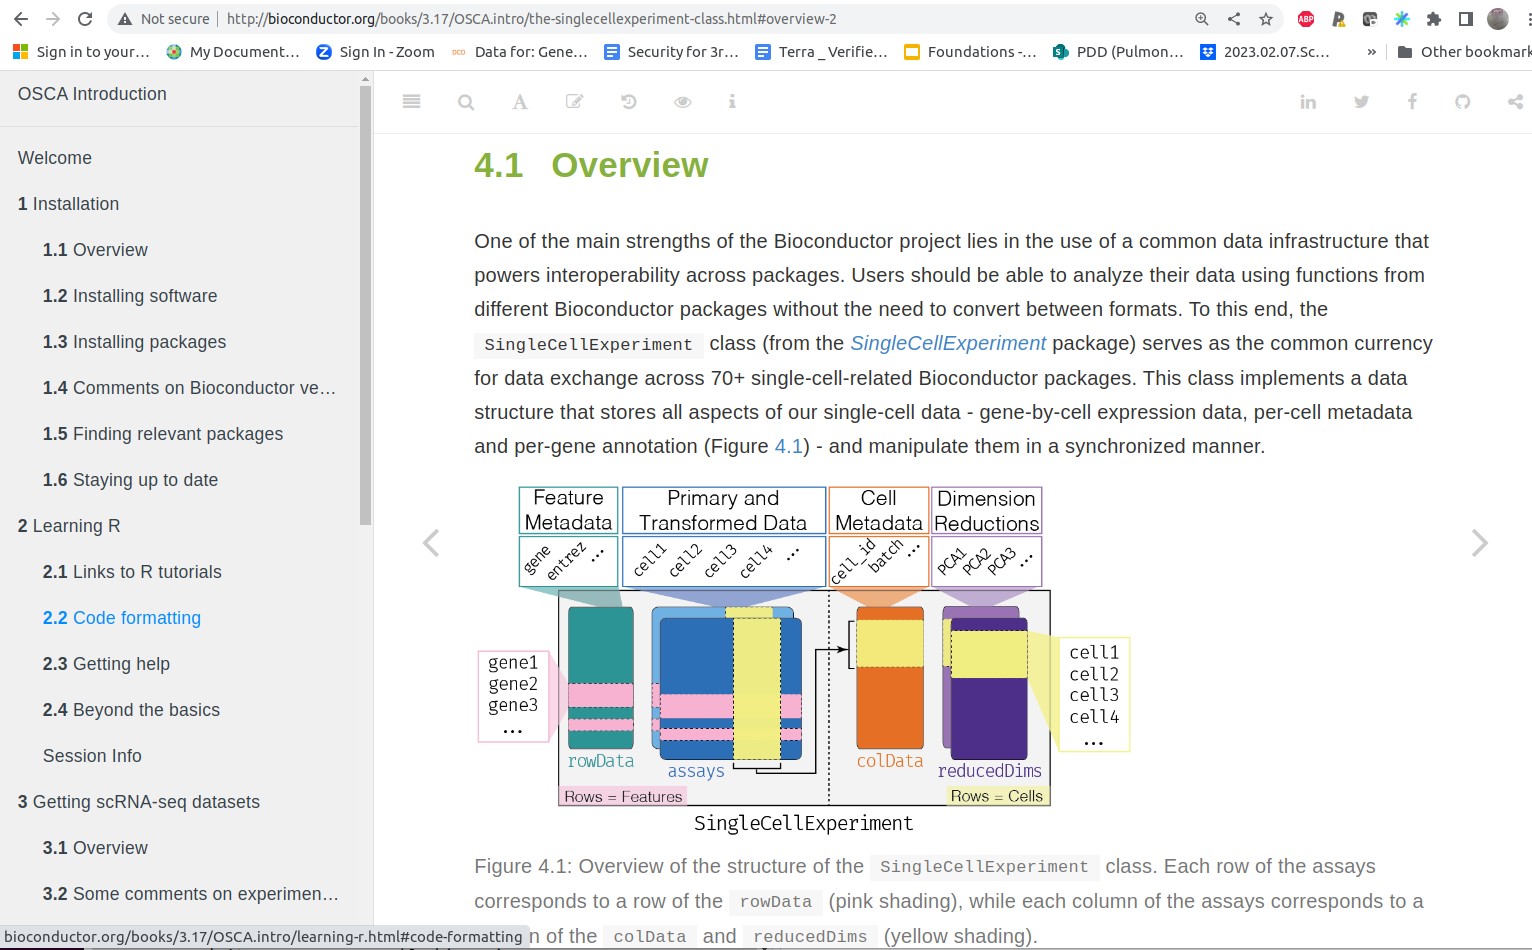 Not secure | http://bioconductor.org/books/3.17/OSCA.intro/the-singlecellexperiment-class.html#overview-2
ABP
Sign in to your… My Document… Sign In - Zoom Data for: Gene… Security for 3r… Terra _ Verifie… Foundations -… PDD (Pulmon… 2023.02.07.Sc… » Other bookmark
OSCA Introduction
Welcome
1 Installation
1.1 Overview
1.2 Installing software
1.3 Installing packages
1.4 Comments on Bioconductor ve…
1.5 Finding relevant packages
1.6 Staying up to date
2 Learning R
2.1 Links to R tutorials
2.2 Code formatting
2.3 Getting help
2.4 Beyond the basics
Session Info
3 Getting scRNA-seq datasets
3.1 Overview
3.2 Some comments on experimen…
bioconductor.org/books/3.17/OSCA.intro/learning-r.html#code-formatting
4.1 Overview
One of the main strengths of the Bioconductor project lies in the use of a common data infrastructure that
powers interoperability across packages. Users should be able to analyze their data using functions from
different Bioconductor packages without the need to convert between formats. To this end, the
SingleCellExperiment class (from the SingleCellExperiment package) serves as the common currency
for data exchange across 70+ single-cell-related Bioconductor packages. This class implements a data
structure that stores all aspects of our single-cell data - gene-by-cell expression data, per-cell metadata
and per-gene annotation (Figure 4.1) - and manipulate them in a synchronized manner.
Feature
Metadata
Primary and
Transformed Data
Cell
Metadata
Dimension
Reductions
gene entrez ...
cell1 cell2 cell3 cell4 ...
cell_id batch ...
PCA1 PCA2 PCA3 ...
gene1
gene2
gene3
...
cell1
cell2
cell3
cell4
...
rowData
assays
colData
reducedDims
Rows = Features
Rows = Cells
SingleCellExperiment
Figure 4.1: Overview of the structure of the SingleCellExperiment class. Each row of the assays
corresponds to a row of the rowData (pink shading), while each column of the assays corresponds to a
n of the colData and reducedDims (yellow shading).